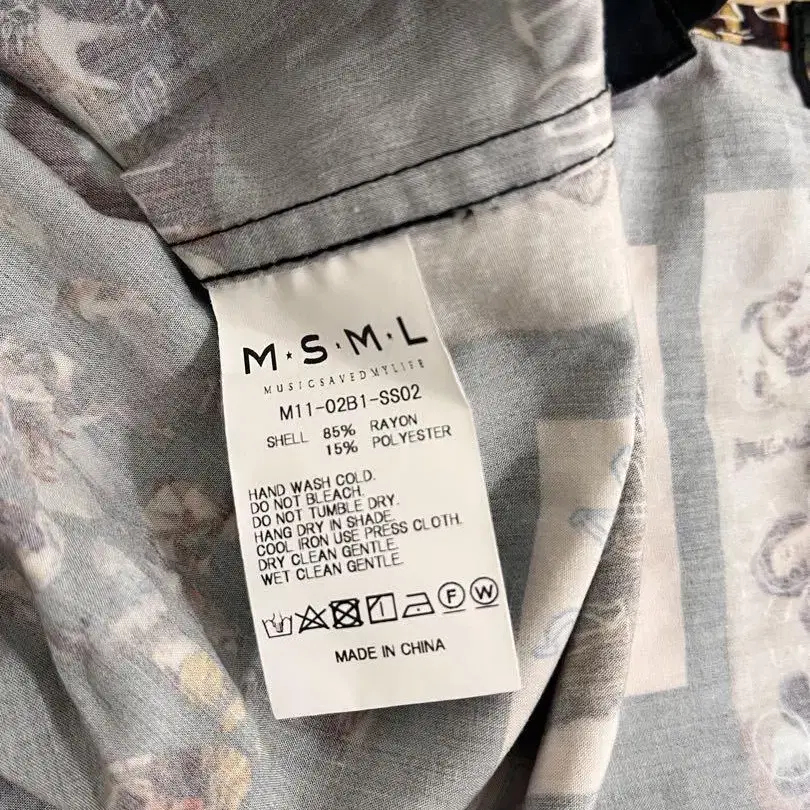 M★S·M·L
MUSICSAVEDMYLIFE
M11-02B1-SS02
SHELL 85% RAYON
15% POLYESTER
HAND WASH COLD.
DO NOT BLEACH.
DO NOT TUMBLE DRY.
HANG DRY IN SHADE.
COOL IRON USE PRESS CLOTH.
DRY CLEAN GENTLE.
WET CLEAN GENTLE.
F W
MADE IN CHINA